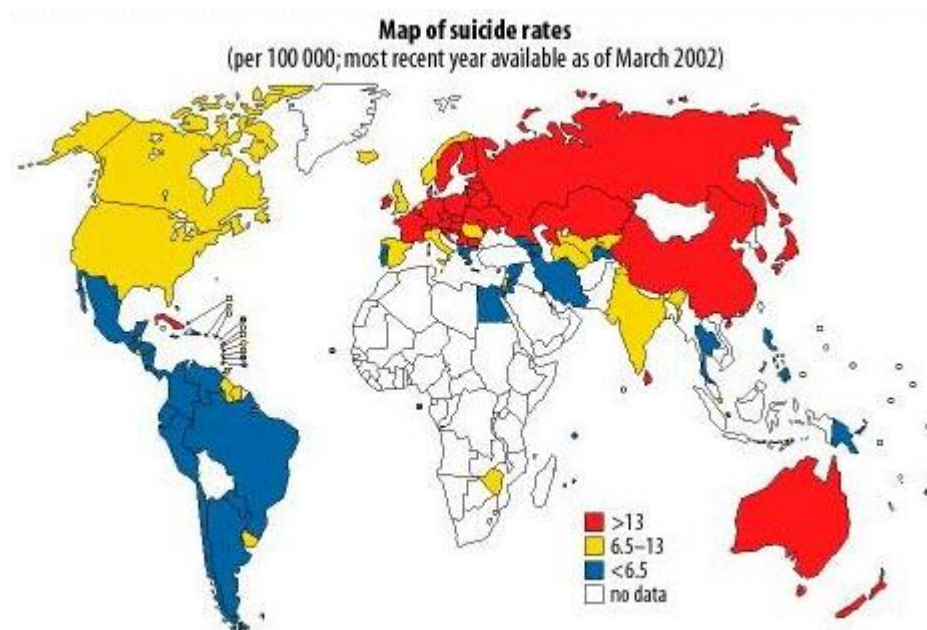 Map of suicide rates
(per 100 000; most recent year available as of March 2002)
>13
6.5–13
<6.5
no data